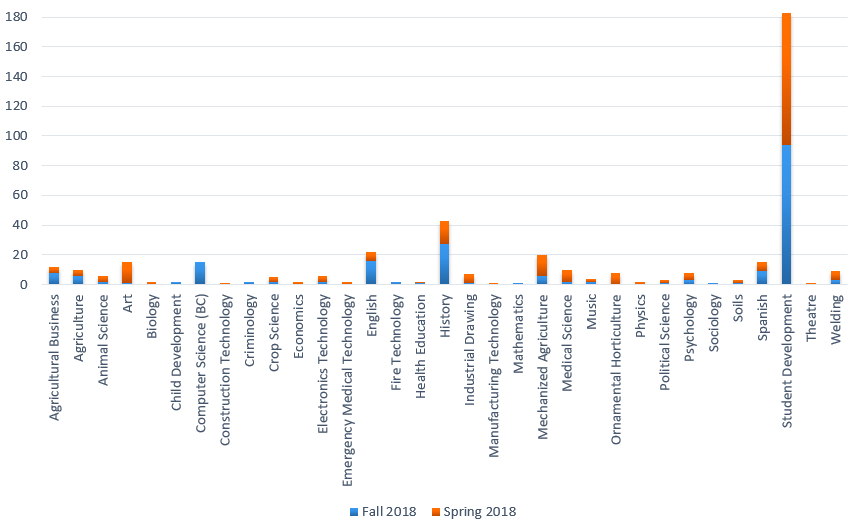 180
160
140
120
100
80
60
40
20
0
Agricultural Business
Agriculture
Animal Science
Art
Biology
Child Development
Computer Science (BC)
Construction Technology
Criminology
Crop Science
Economics
Electronics Technology
Emergency Medical Technology
English
Fire Technology
Health Education
History
Industrial Drawing
Manufacturing Technology
Mathematics
Mechanized Agriculture
Medical Science
Music
Ornamental Horticulture
Physics
Political Science
Psychology
Sociology
Soils
Spanish
Student Development
Theatre
Welding
Fall 2018 Spring 2018